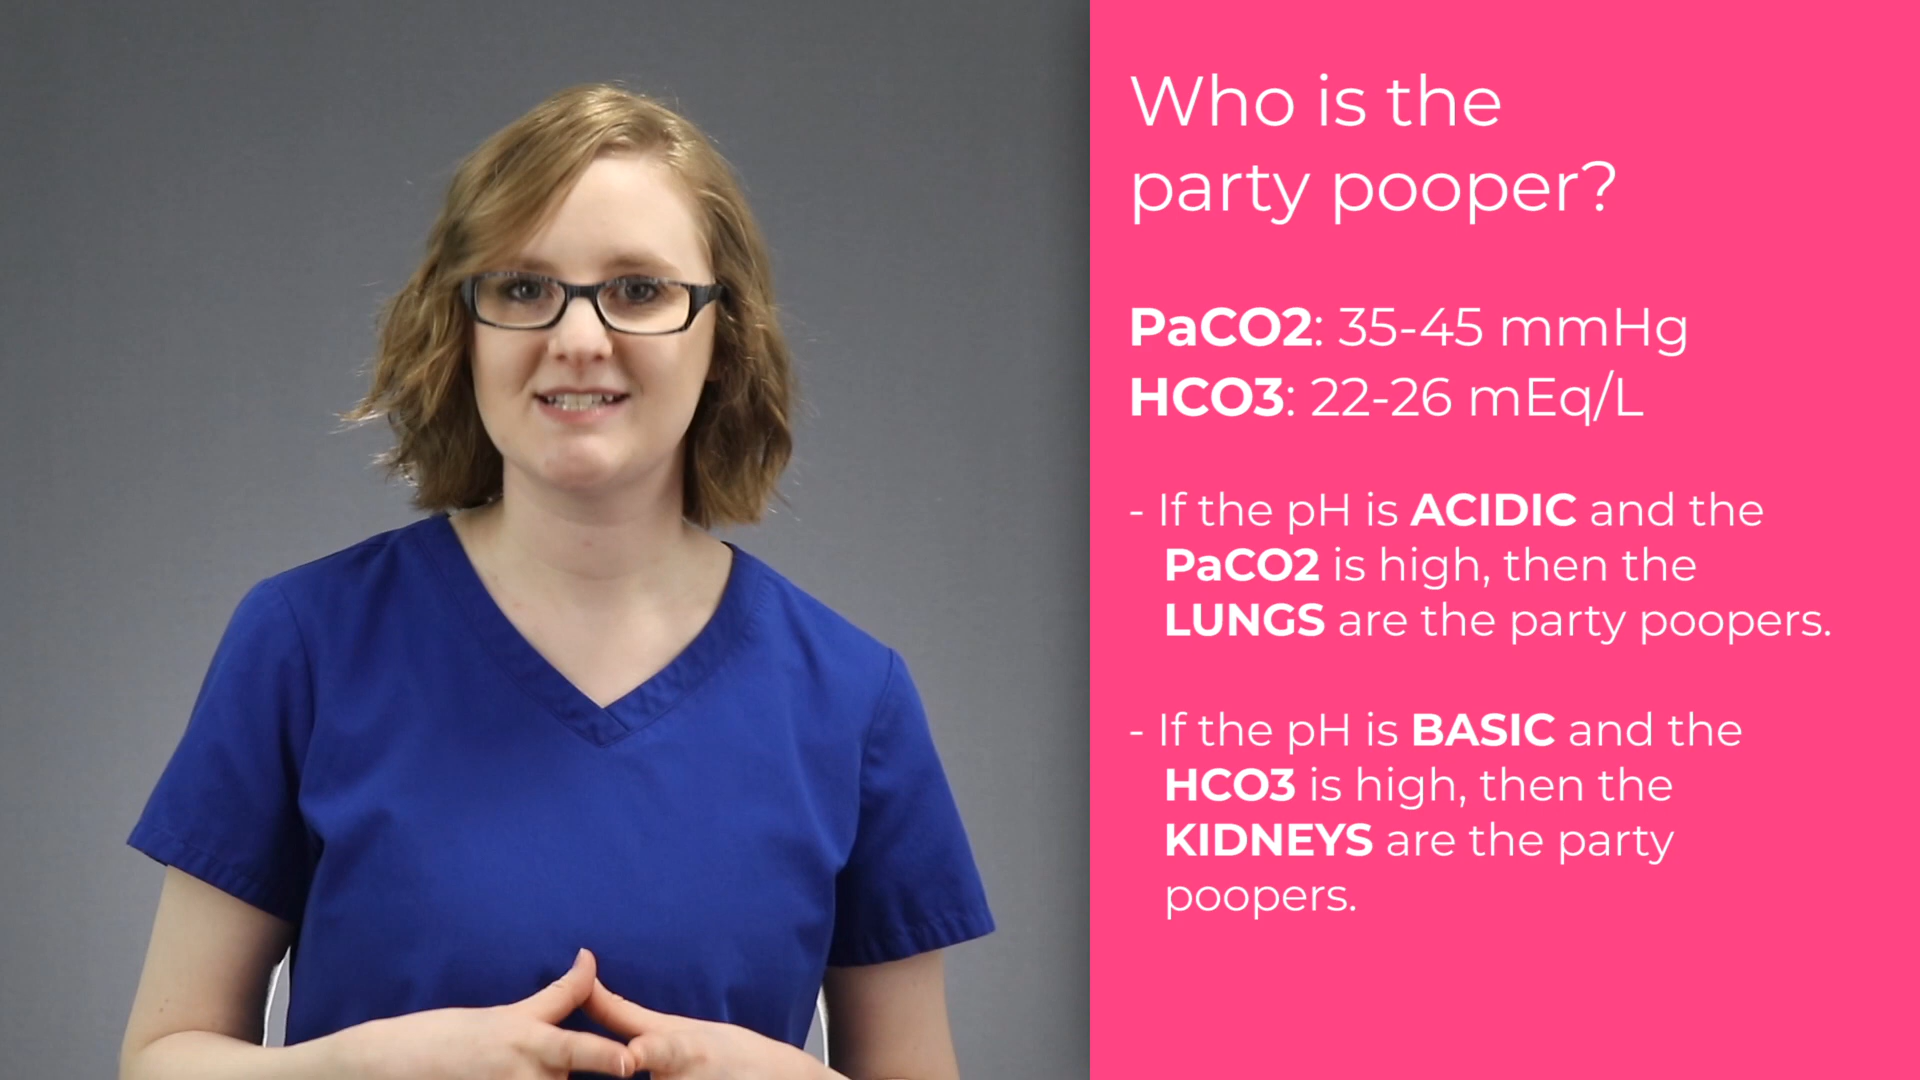 Who is the
party pooper?
PaCO2: 35-45 mmHg
HCO3: 22-26 mEq/L
- If the pH is ACIDIC and the
PaCO2 is high, then the
LUNGS are the party poopers.
- If the pH is BASIC and the
HCO3 is high, then the
KIDNEYS are the party
poopers.